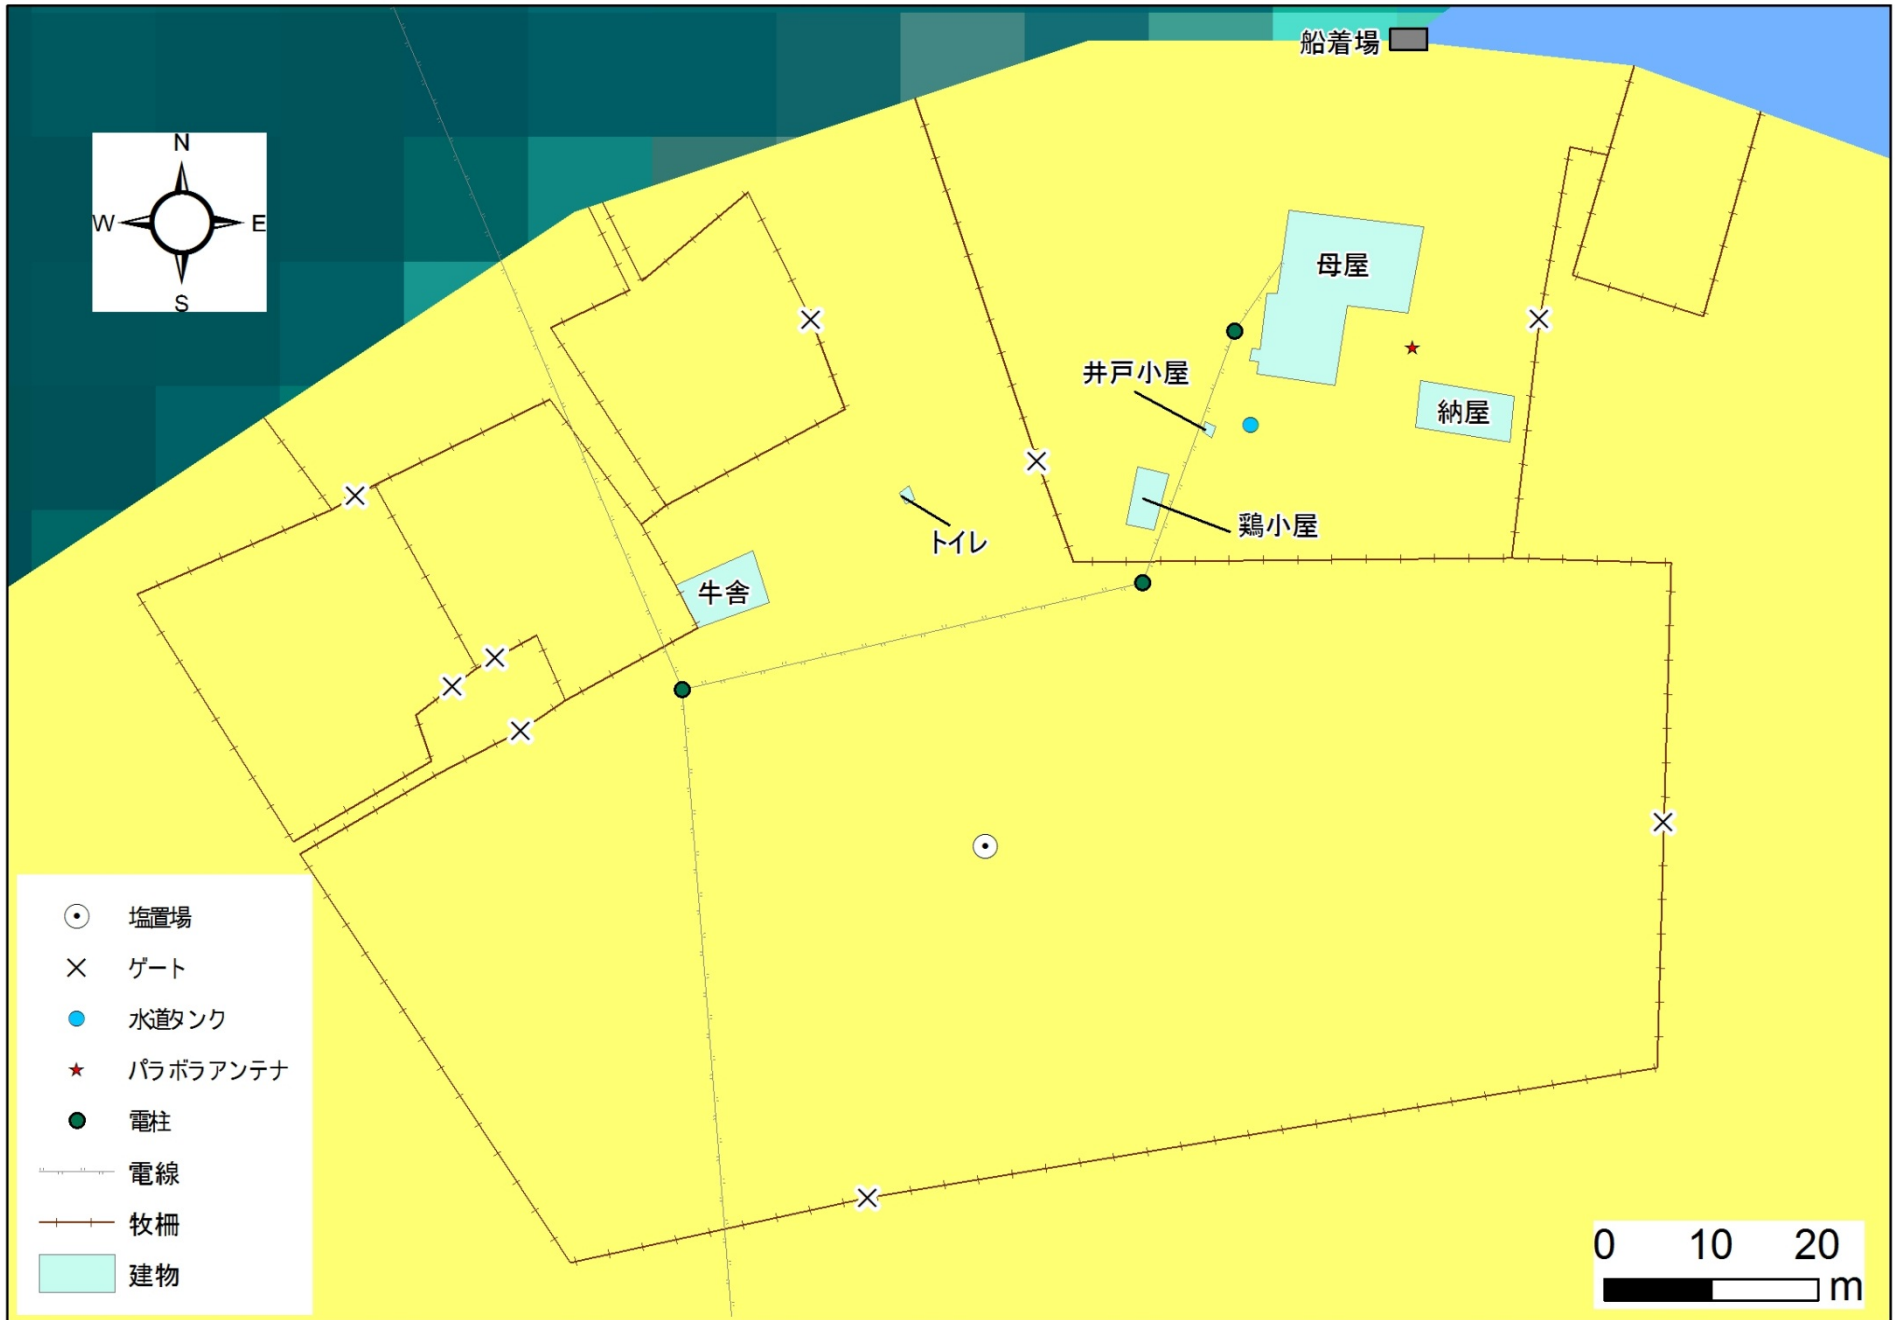 船着場
N
W E
S
母屋
井戸小屋
納屋
鶏小屋
トイレ
牛舎
塩置場
ゲート
水道タンク
パラボラアンテナ
電柱
電線
牧柵
建物
0 10 20
m